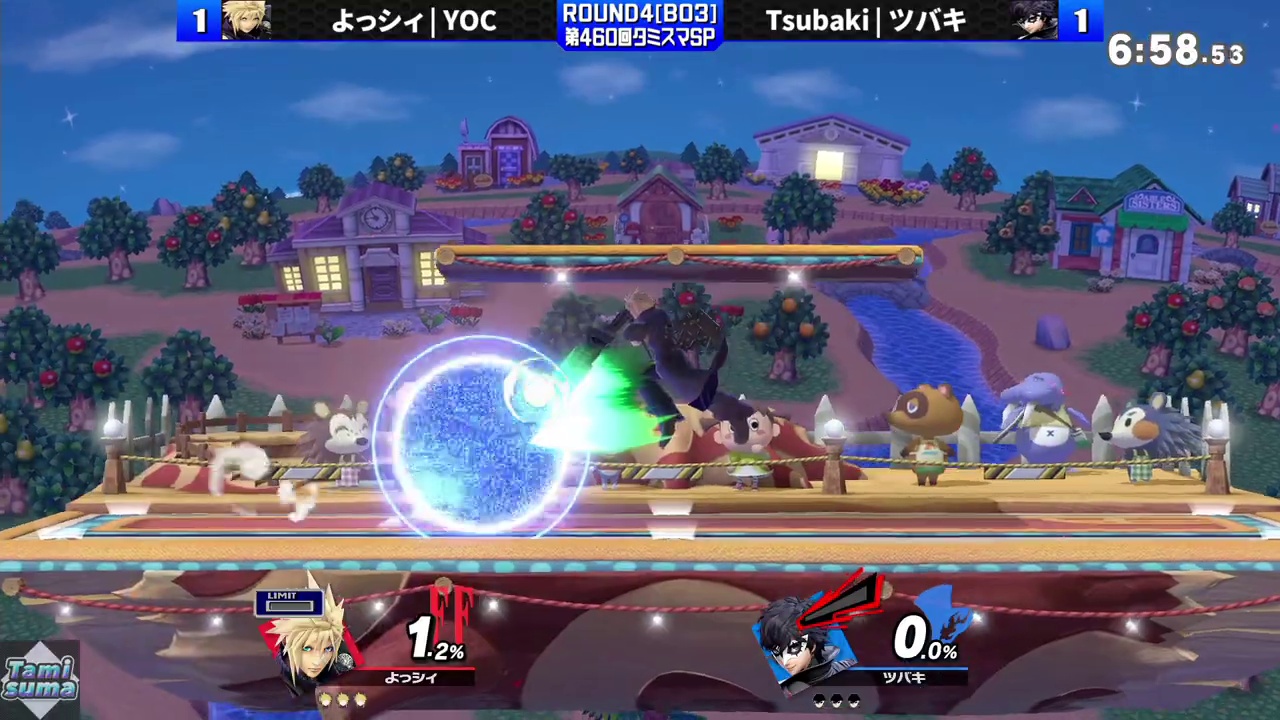 1 よっシィ | YOC
ROUND4[BO3]
第460回タミスマSP
Tsubaki | ツバキ 1
6:58.53
SISTERS
LIMIT
FF
1.2%
よっシィ
0.0%
ツバキ
Tami
suma